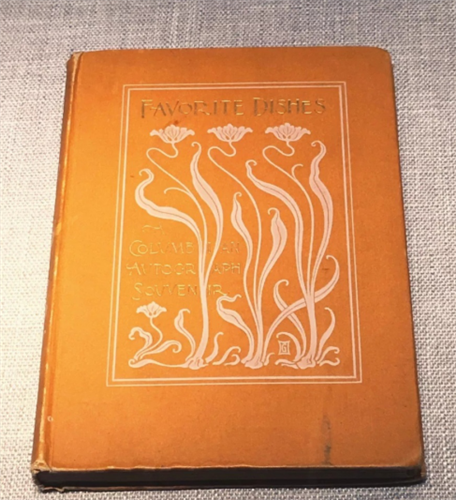 FAVORITE DISHES
A
COLUMBIAN
AUTOGRAPH
SOUVENIR